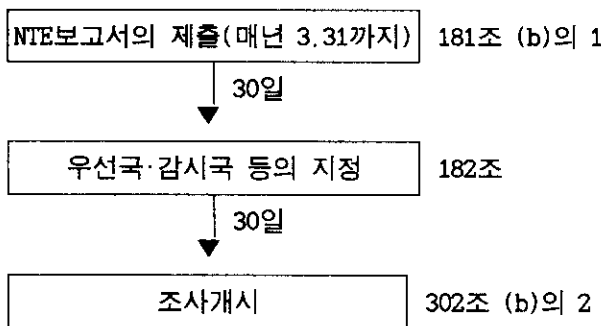 NTE보고서의 제출(매년 3.31까지) 181조 (b)의 1
30일
우선국·감시국 등의 지정 182조
30일
조사개시 302조 (b)의 2